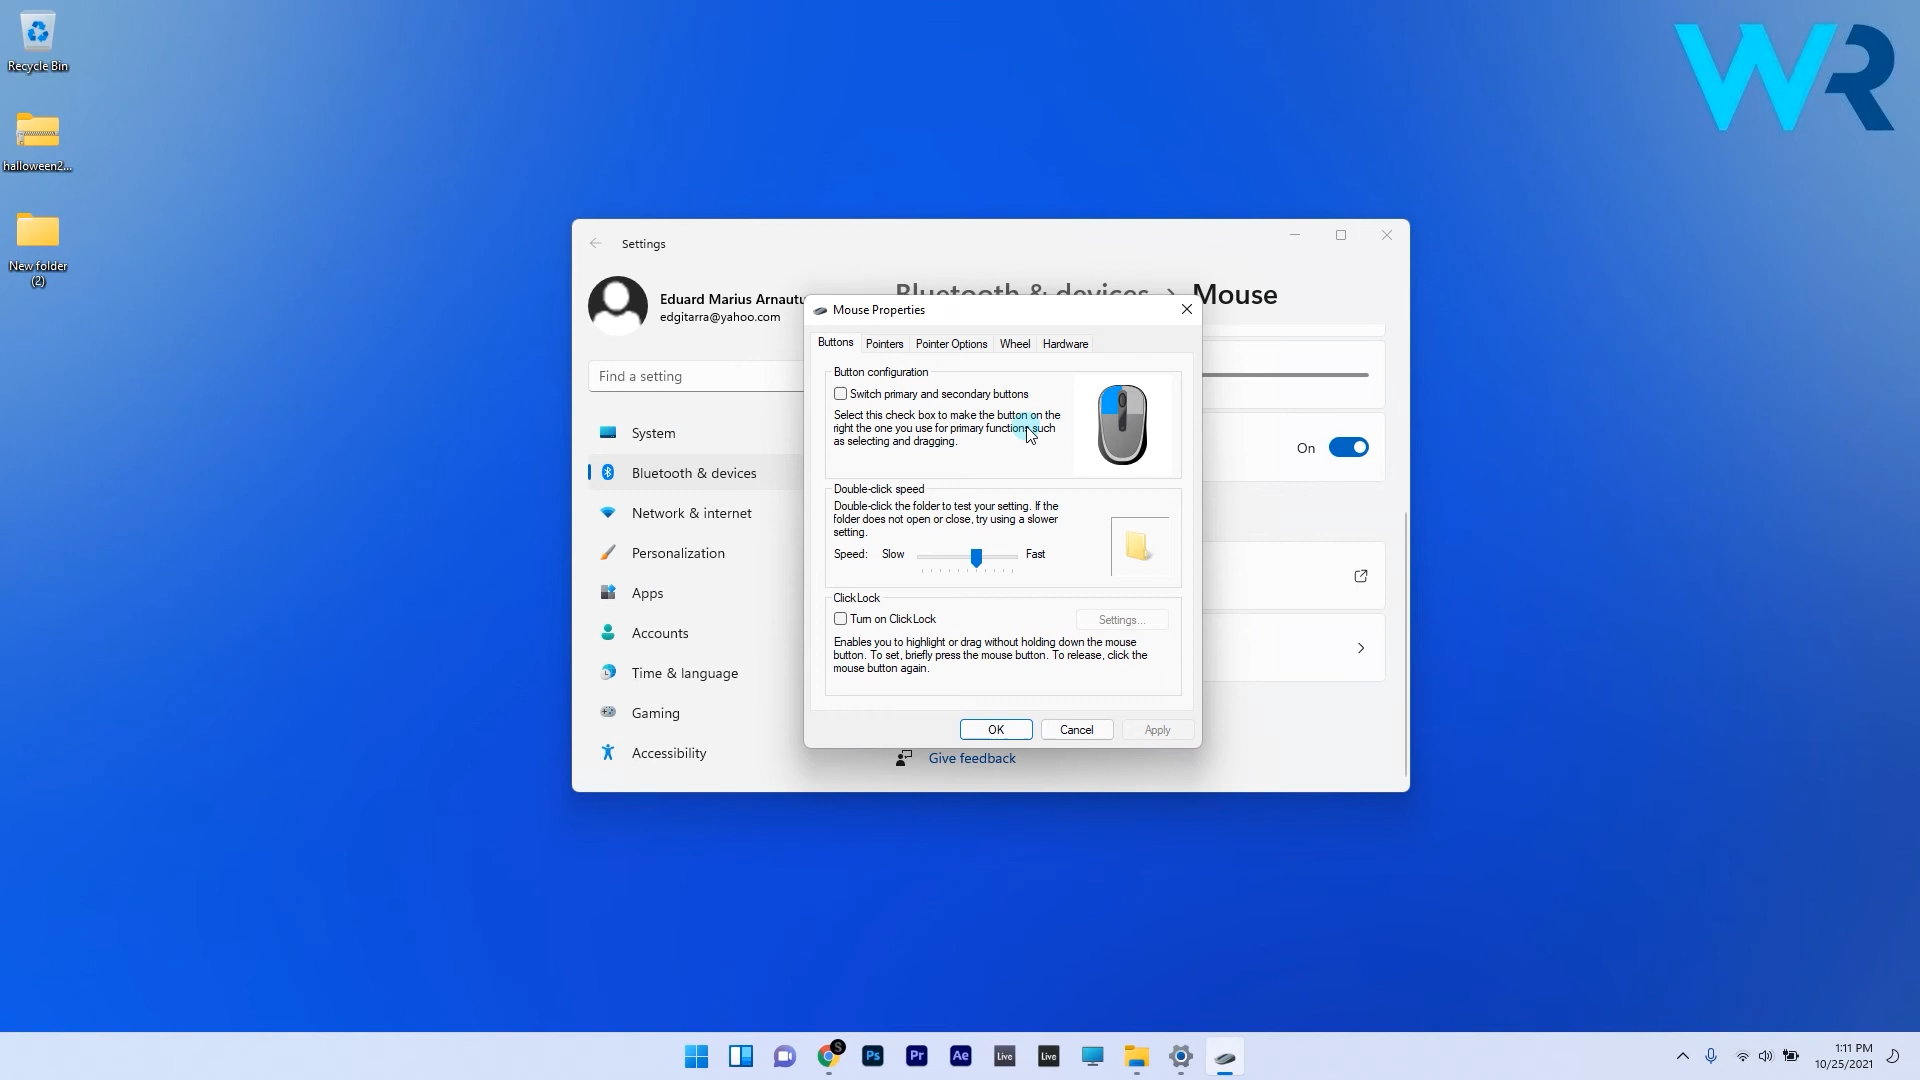 Recycle Bin
halloween2...
New folder
(2)
WR
Settings
Eduard Marius Arnautu
edgitarra@yahoo.com
Find a setting
System
Bluetooth & devices
Network & internet
Personalization
Apps
Accounts
Time & language
Gaming
Accessibility
Bluetooth & devices > Mouse
On
Give feedback
Mouse Properties
Buttons
Pointers
Pointer Options
Wheel
Hardware
Button configuration
Switch primary and secondary buttons
Select this check box to make the button on the
right the one you use for primary functions such
as selecting and dragging.
Double-click speed
Double-click the folder to test your setting. If the
folder does not open or close, try using a slower
setting.
Speed: Slow Fast
ClickLock
Turn on ClickLock
Settings...
Enables you to highlight or drag without holding down the mouse
button. To set, briefly press the mouse button. To release, click the
mouse button again.
OK
Cancel
Apply
S
Ps
Pr
Ae
Live
Live
1:11 PM
10/25/2021